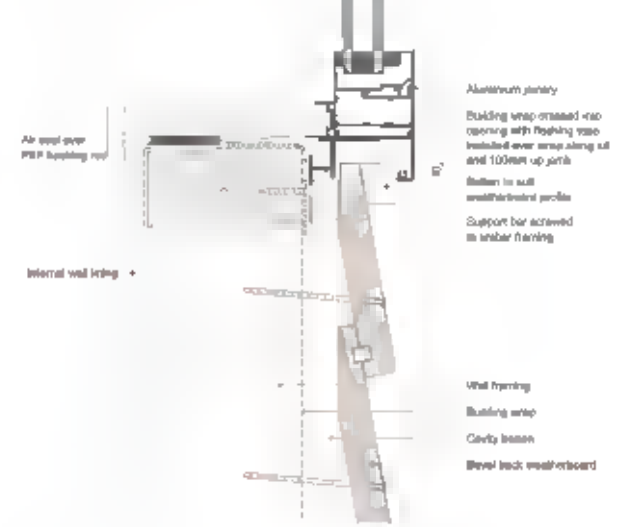 Aluminium joinery
Building wrap dressed into
opening with flashing tape
installed over wrap along sill
and 100mm up jamb
Air seal over
PEF backing rod
Batten to suit
weatherboard profile
Support bar screwed
to timber framing
Internal wall lining
Wall framing
Building wrap
Cavity batten
Bevel back weatherboard